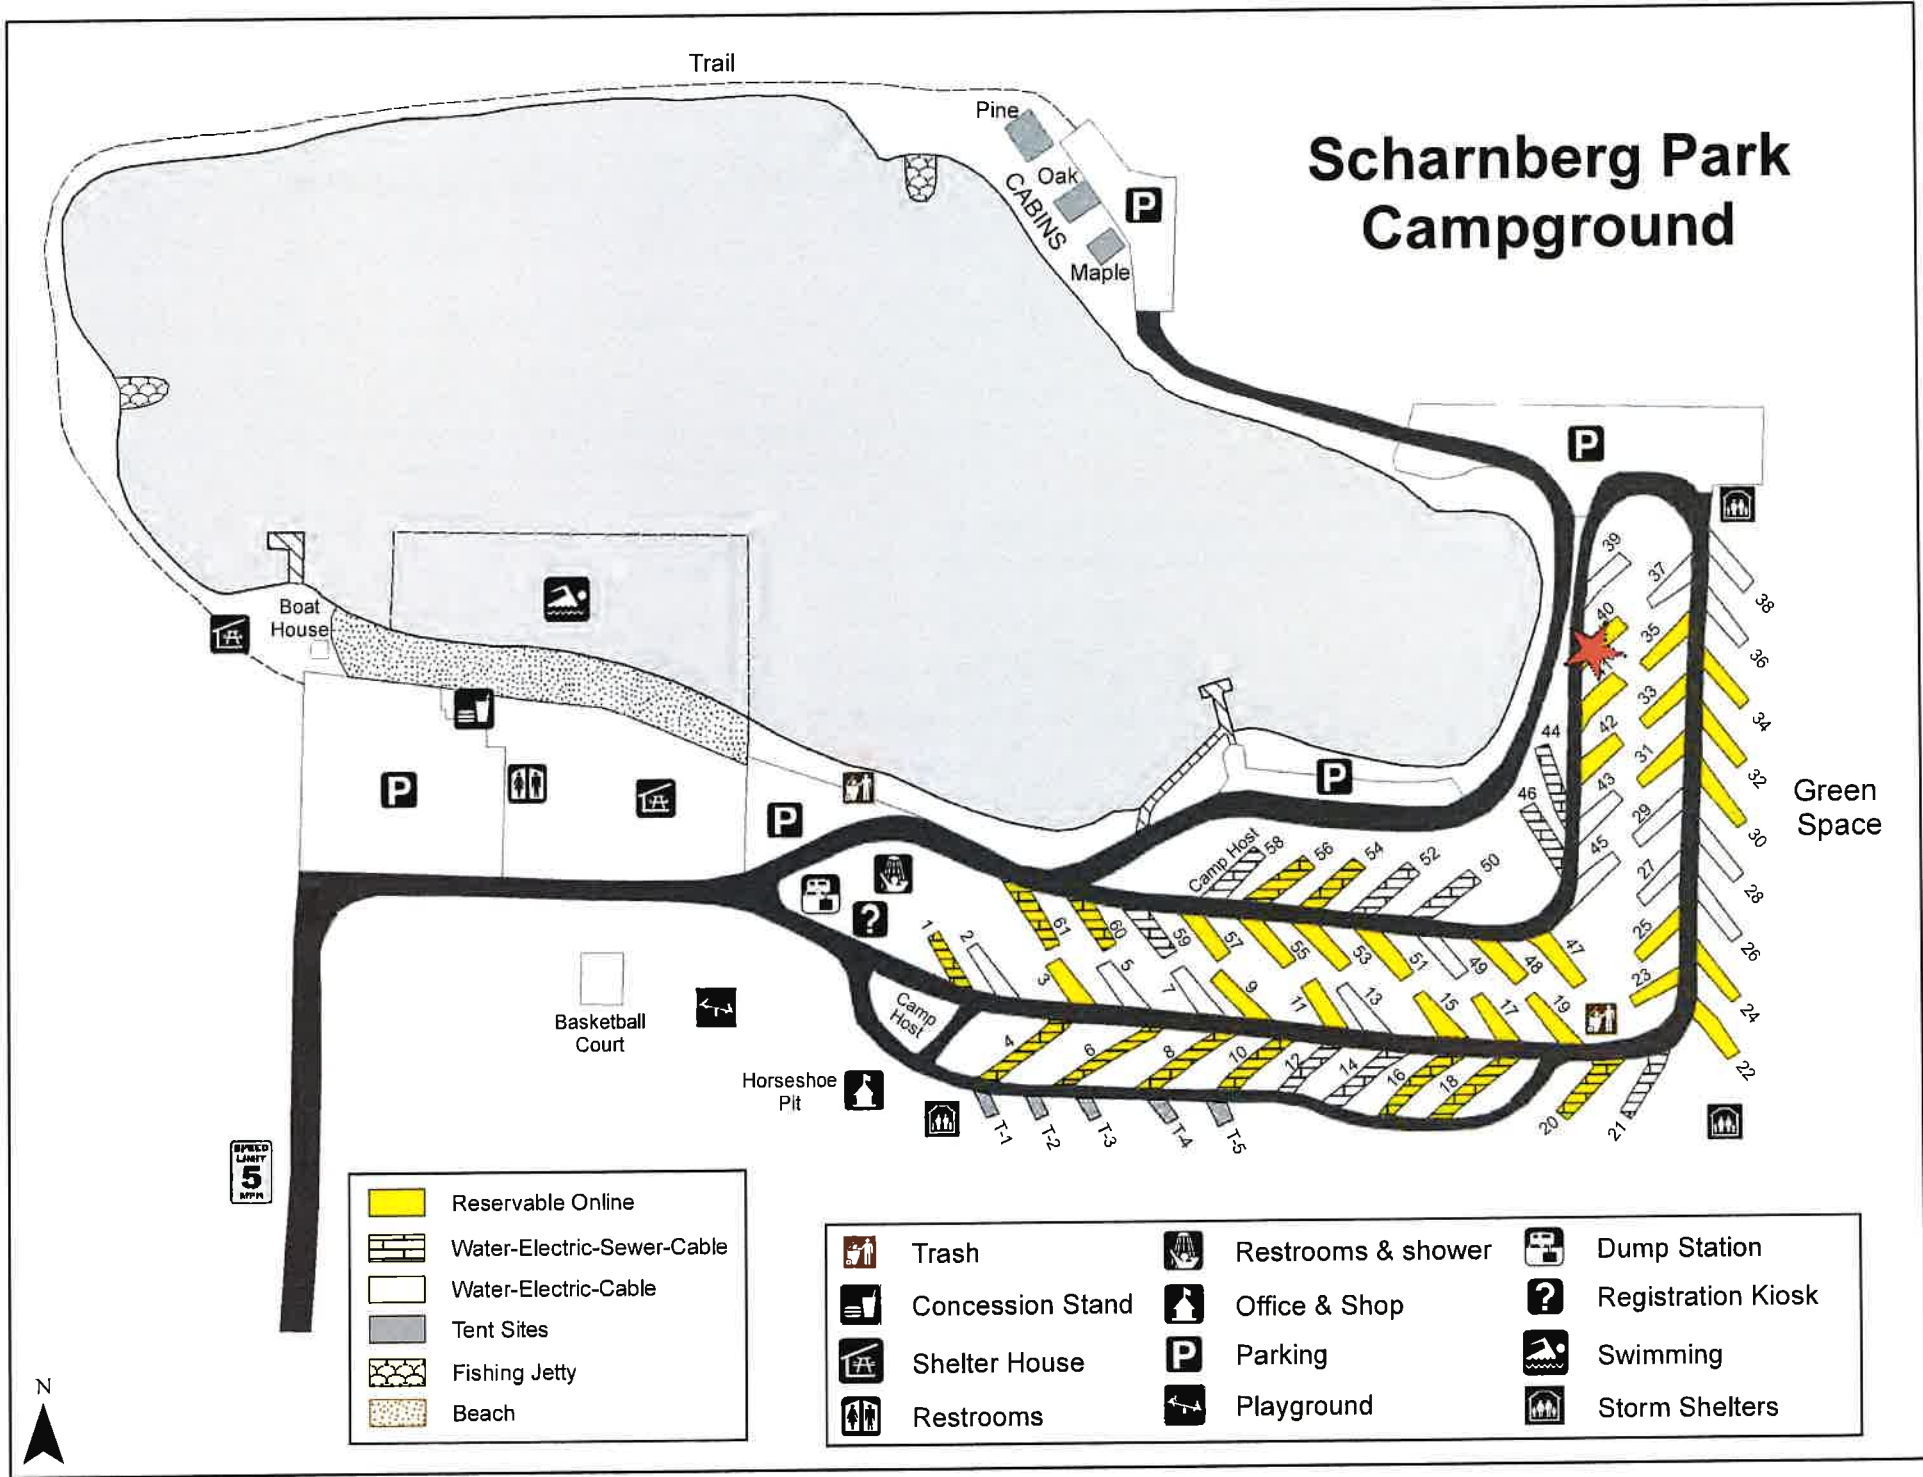 Trail
Pine
Oak
CABINS
Maple
P
Scharnberg Park
Campground
P
Boat
House
P
P
P
39
37
38
40
35
36
33
34
42
31
32
44
43
46
29
30
45
27
28
25
26
23
24
22
Green
Space
Camp Host
58
56
54
52
50
1
2
61
60
59
57
55
53
51
49
48
47
3
5
7
9
11
13
15
17
19
?
Camp
Host
4
6
8
10
12
14
16
18
20
21
Basketball
Court
Horseshoe
Pit
T-1
T-2
T-3
T-4
T-5
SPEED
LIMIT
5
MPH
Reservable Online
Water-Electric-Sewer-Cable
Water-Electric-Cable
Tent Sites
Fishing Jetty
Beach
Trash
Concession Stand
Shelter House
Restrooms
Restrooms & shower
Office & Shop
P Parking
Playground
Dump Station
? Registration Kiosk
Swimming
Storm Shelters
N